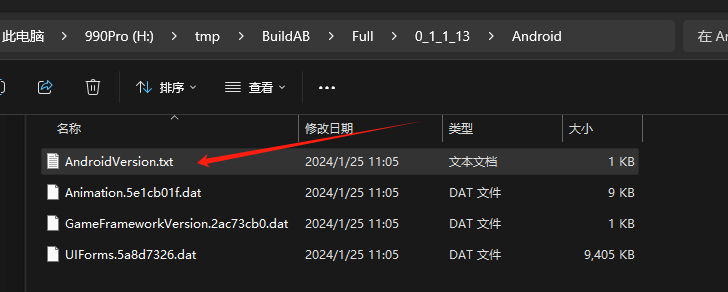 此电脑 > 990Pro (H:) > tmp > BuildAB > Full > 0_1_1_13 > Android 在 An
排序 查看 ...
名称 修改日期 类型 大小
AndroidVersion.txt 2024/1/25 11:05 文本文档 1 KB
Animation.5e1cb01f.dat 2024/1/25 11:05 DAT 文件 9 KB
GameFrameworkVersion.2ac73cb0.dat 2024/1/25 11:05 DAT 文件 1 KB
UIForms.5a8d7326.dat 2024/1/25 11:05 DAT 文件 9,405 KB